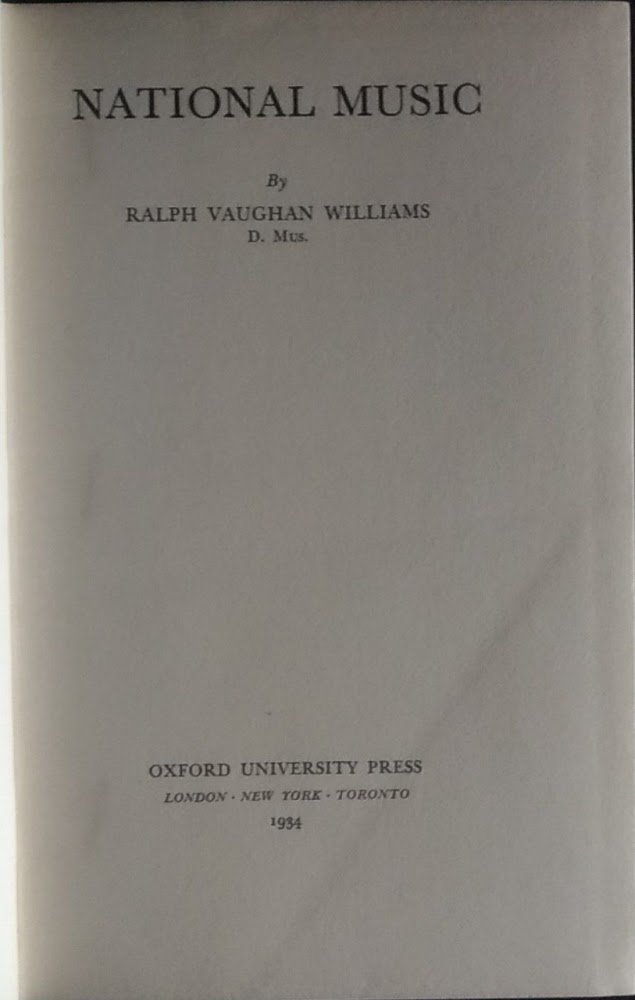 NATIONAL MUSIC
By
RALPH VAUGHAN WILLIAMS
D. Mus.
OXFORD UNIVERSITY PRESS
LONDON · NEW YORK · TORONTO
1934